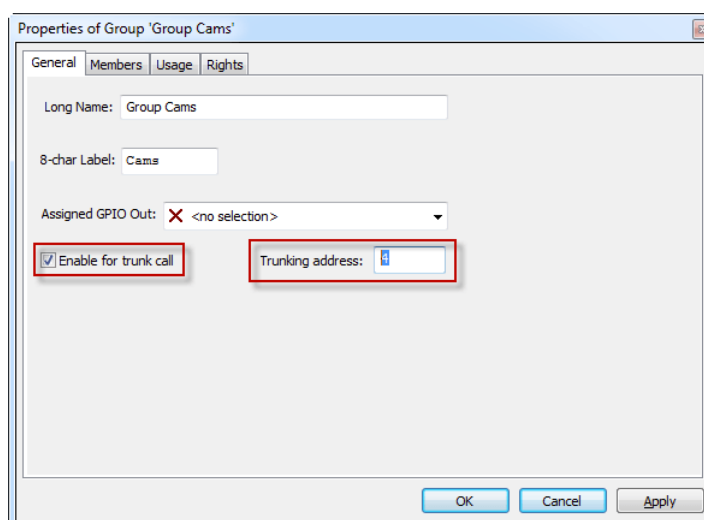 Properties of Group 'Group Cams'
General Members Usage Rights
Long Name: Group Cams
8-char Label: Cams
Assigned GPIO Out: <no selection>
Enable for trunk call Trunking address: 4
OK Cancel Apply